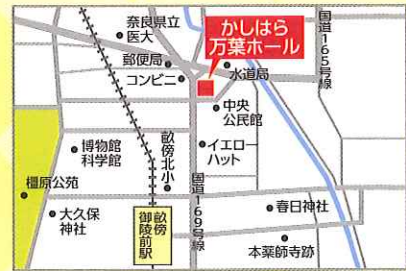 奈良県立
医大
かしはら
万葉ホール
国道165号線
郵便局
コンビニ
水道局
中央
公民館
畝傍北小
イエロー
ハット
博物館
科学館
橿原公苑
大久保
神社
畝傍
御陵前駅
国道169号線
春日神社
本薬師寺跡